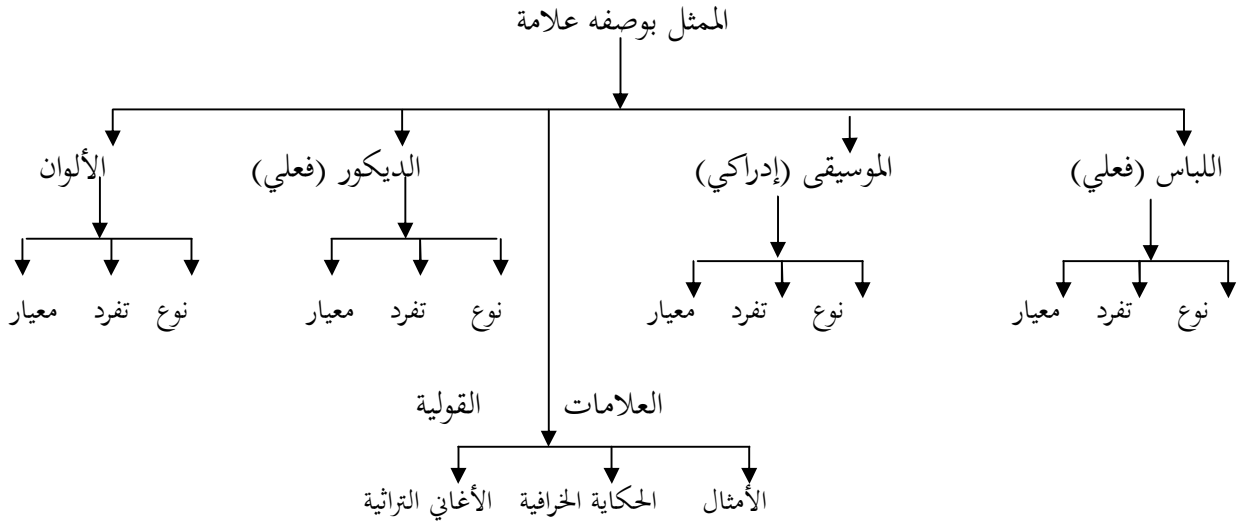 الممثل بوصفه علامة
اللباس (فعلي) الموسيقى (إدراكي) الديكور (فعلي) الألوان
نوع تفرد معيار نوع تفرد معيار نوع تفرد معيار نوع تفرد معيار
العلامات القولية
الأمثال الحكاية الخرافية الأغاني التراثية